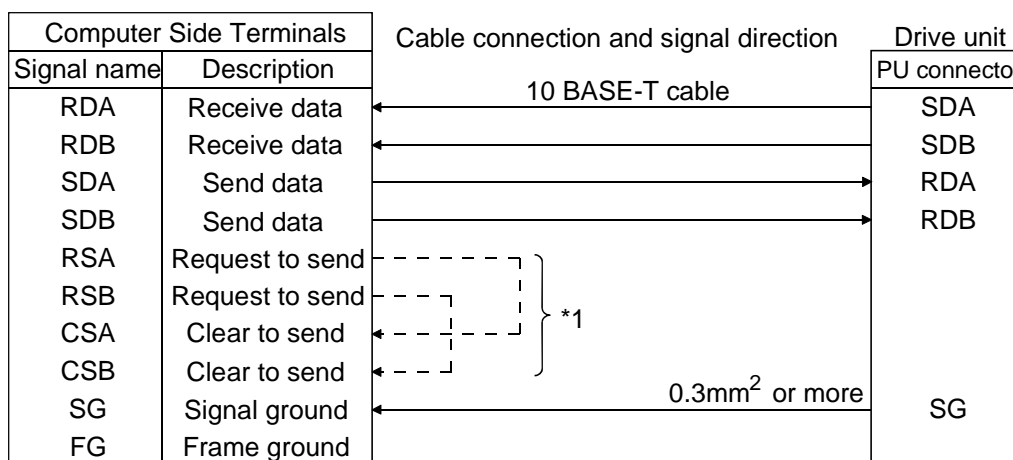 Computer Side Terminals Cable connection and signal direction Drive unit
Signal name Description PU connecto
10 BASE-T cable
RDA Receive data SDA
RDB Receive data SDB
SDA Send data RDA
SDB Send data RDB
RSA Request to send
RSB Request to send
*1
CSA Clear to send
CSB Clear to send
0.3mm² or more
SG Signal ground SG
FG Frame ground